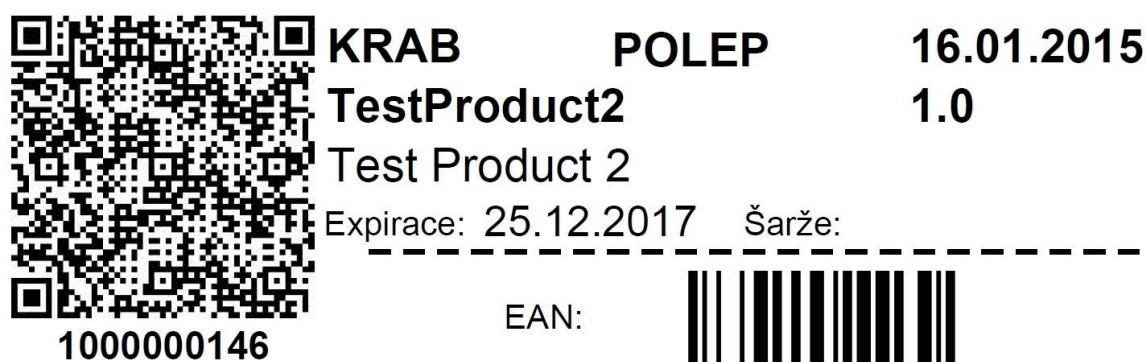 KRAB POLEP 16.01.2015
TestProduct2 1.0
Test Product 2
Expirace: 25.12.2017 Šarže:
EAN:
1000000146